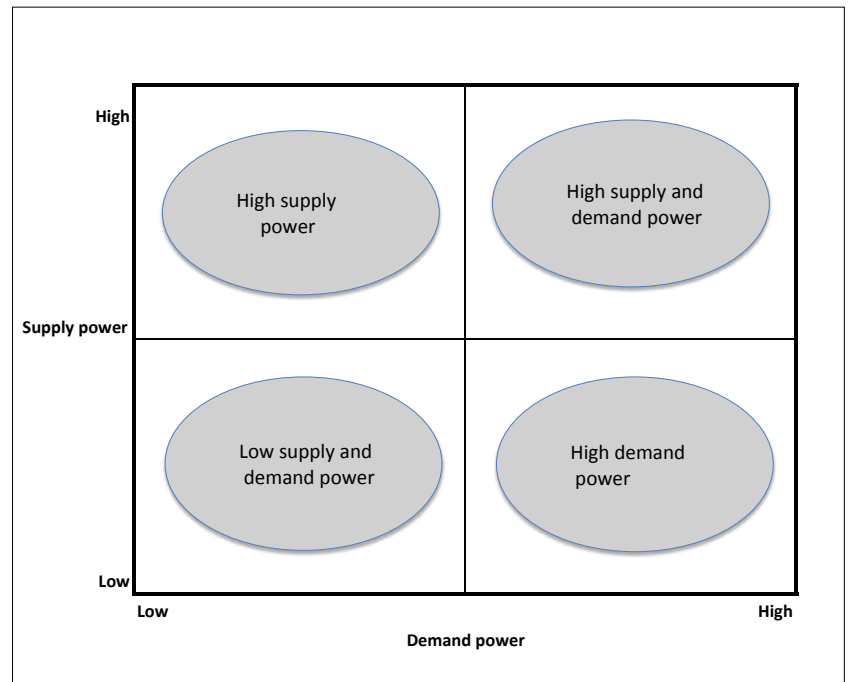 High
High supply
power
High supply and
demand power
Supply power
Low supply and
demand power
High demand
power
Low
Low
High
Demand power